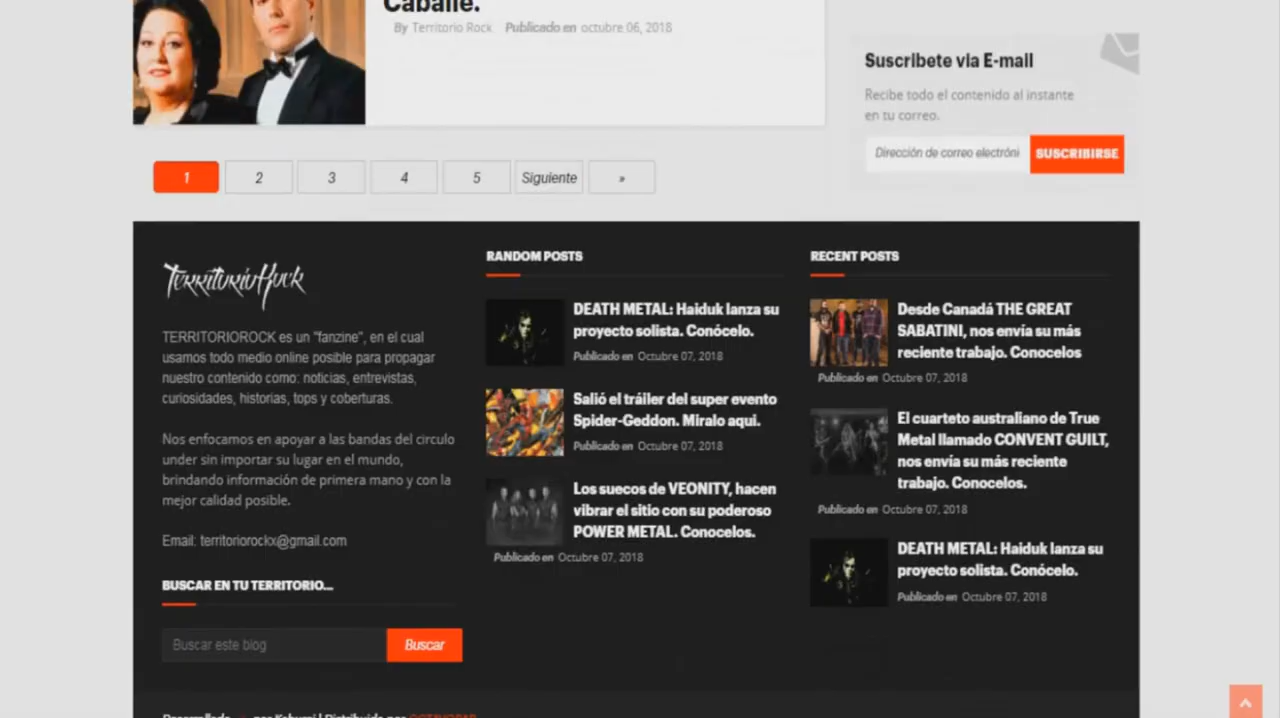 Caballé.
By Territorio Rock Publicado en octubre 06, 2018
Suscribete via E-mail
Recibe todo el contenido al instante
en tu correo.
Dirección de correo electróni SUSCRIBIRSE
1 2 3 4 5 Siguiente »
TerritorioRock
TERRITORIOROCK es un "fanzine", en el cual
usamos todo medio online posible para propagar
nuestro contenido como: noticias, entrevistas,
curiosidades, historias, tops y coberturas.
Nos enfocamos en apoyar a las bandas del circulo
under sin importar su lugar en el mundo,
brindando información de primera mano y con la
mejor calidad posible.
Email: territoriorockx@gmail.com
BUSCAR EN TU TERRITORIO...
Buscar este blog Buscar
RANDOM POSTS
DEATH METAL: Haiduk lanza su
proyecto solista. Conócelo.
Publicado en Octubre 07, 2018
Salió el tráiler del super evento
Spider-Geddon. Miralo aqui.
Publicado en Octubre 07, 2018
Los suecos de VEONITY, hacen
vibrar el sitio con su poderoso
POWER METAL. Conocelos.
Publicado en Octubre 07, 2018
RECENT POSTS
Desde Canadá THE GREAT
SABATINI, nos envía su más
reciente trabajo. Conocelos
Publicado en Octubre 07, 2018
El cuarteto australiano de True
Metal llamado CONVENT GUILT,
nos envía su más reciente
trabajo. Conocelos.
Publicado en Octubre 07, 2018
DEATH METAL: Haiduk lanza su
proyecto solista. Conócelo.
Publicado en Octubre 07, 2018